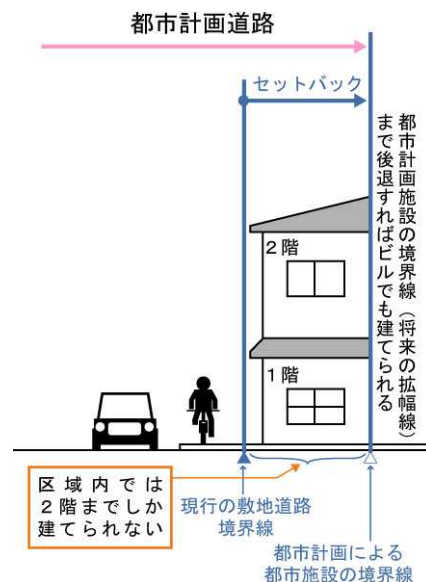 都市計画道路
セットバック
都市計画施設の境界線（将来の拡幅線）
まで後退すればビルでも建てられる
2階
1階
区域内では
2階までしか
建てられない
現行の敷地道路
境界線
都市計画による
都市施設の境界線